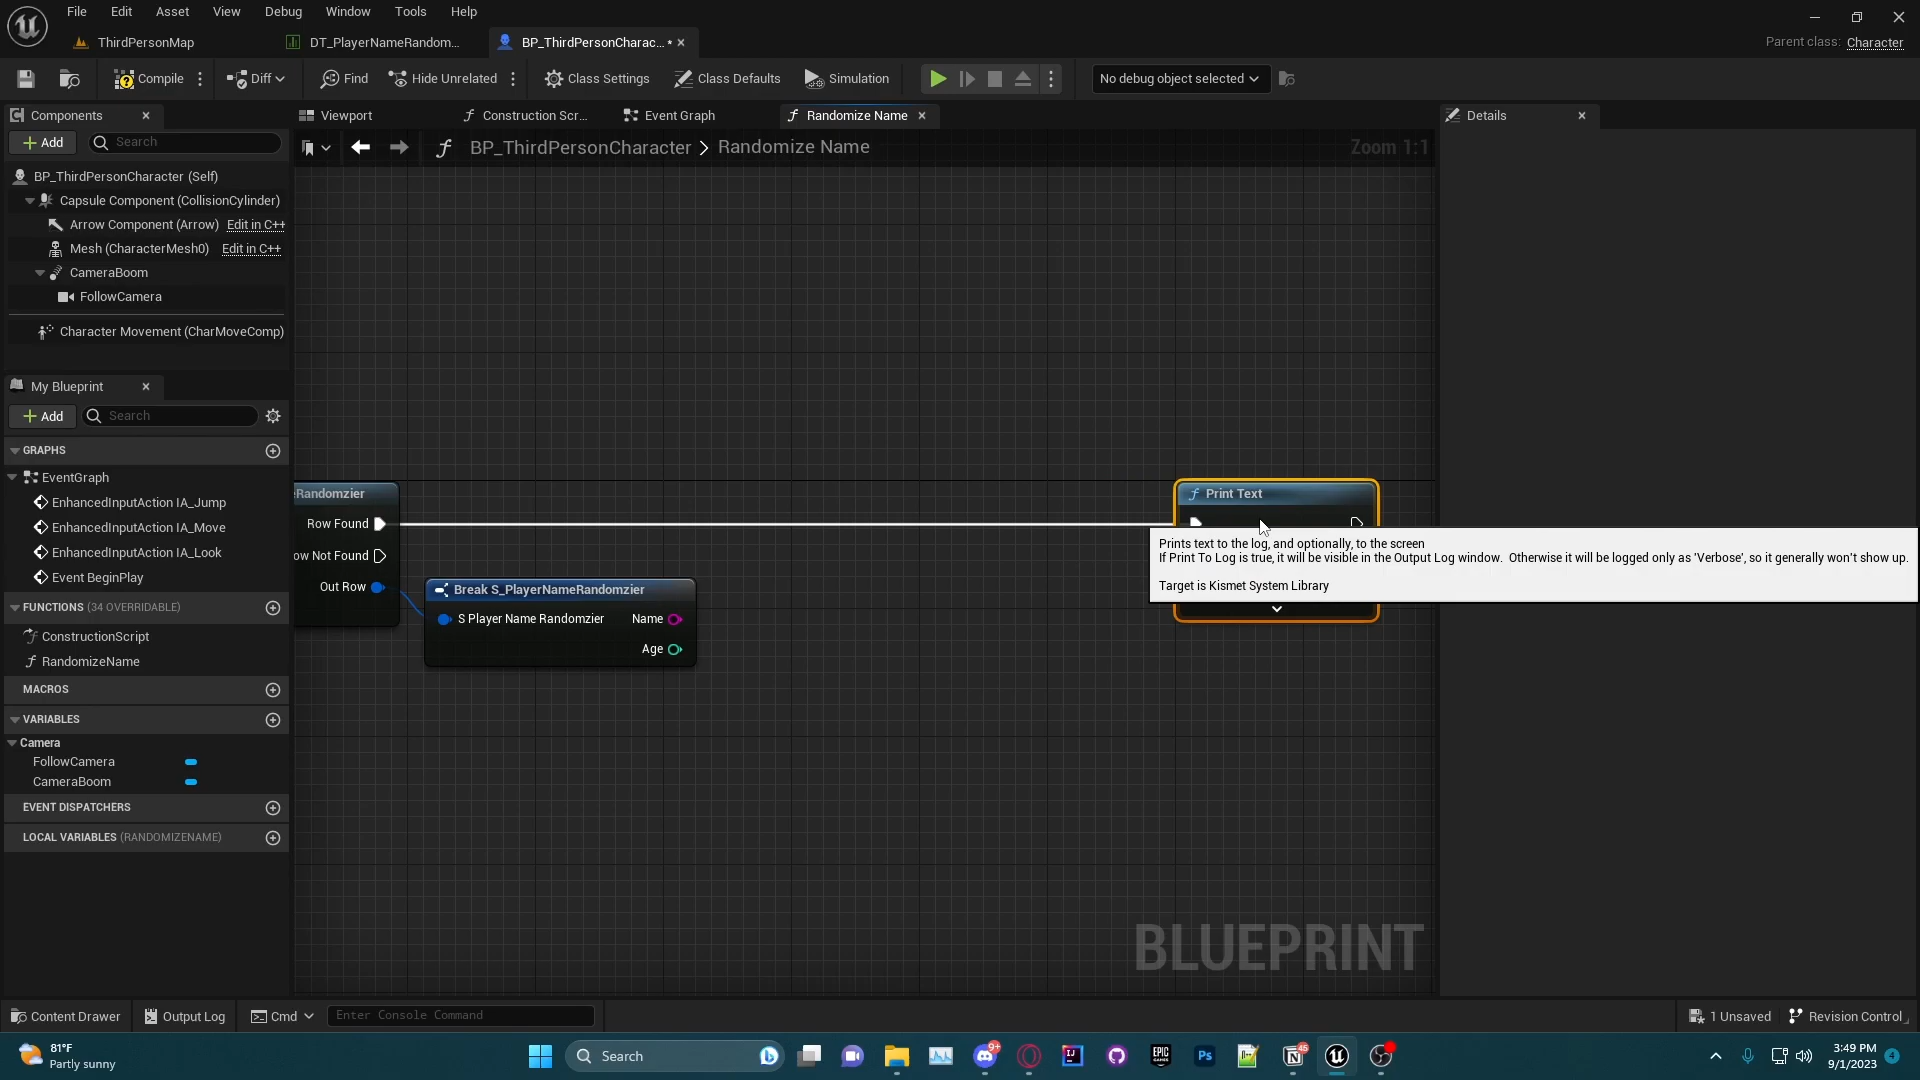 File Edit Asset View Debug Window Tools Help
ThirdPersonMap
DT_PlayerNameRandom...
BP_ThirdPersonCharac... •
Parent class: Character
Compile
Diff
Find
Hide Unrelated
Class Settings
Class Defaults
Simulation
No debug object selected
Components
Viewport
Construction Scr...
Event Graph
Randomize Name
Details
Add
Search
BP_ThirdPersonCharacter > Randomize Name
Zoom 1:1
BP_ThirdPersonCharacter (Self)
Capsule Component (CollisionCylinder)
Arrow Component (Arrow) Edit in C++
Mesh (CharacterMesh0) Edit in C++
CameraBoom
FollowCamera
Character Movement (CharMoveComp)
My Blueprint
Add
Search
GRAPHS
EventGraph
EnhancedInputAction IA_Jump
EnhancedInputAction IA_Move
EnhancedInputAction IA_Look
Event BeginPlay
FUNCTIONS (34 OVERRIDABLE)
ConstructionScript
RandomizeName
MACROS
VARIABLES
Camera
FollowCamera
CameraBoom
EVENT DISPATCHERS
LOCAL VARIABLES (RANDOMIZENAME)
eRandomzier
Row Found
ow Not Found
Out Row
Break S_PlayerNameRandomzier
S Player Name Randomzier
Name
Age
Print Text
Prints text to the log, and optionally, to the screen
If Print To Log is true, it will be visible in the Output Log window. Otherwise it will be logged only as 'Verbose', so it generally won't show up.
Target is Kismet System Library
BLUEPRINT
Content Drawer
Output Log
Cmd
Enter Console Command
1 Unsaved
Revision Control
81°F
Partly sunny
Search
9+
IJ
EPIC
GAMES
Ps
45
3:49 PM
9/1/2023
4